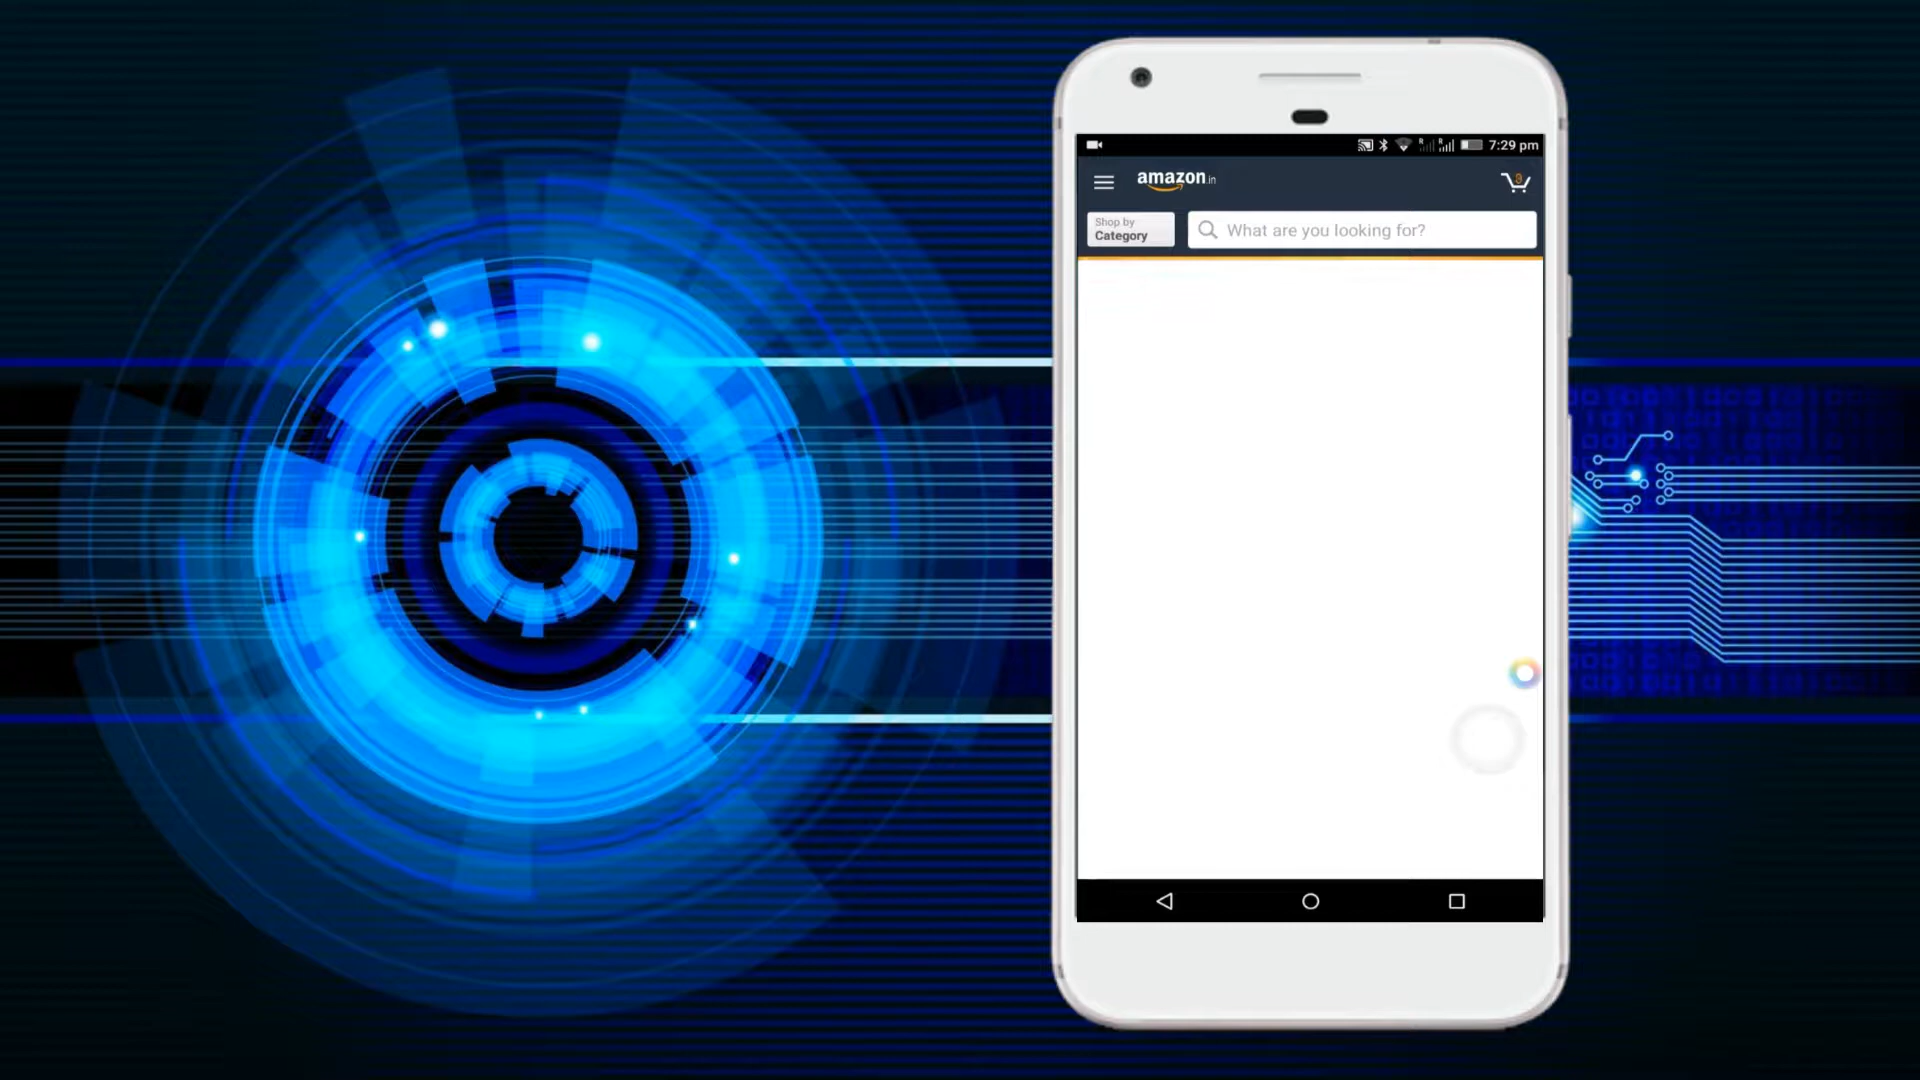 7:29 pm
amazon.in
Shop by
Category
What are you looking for?